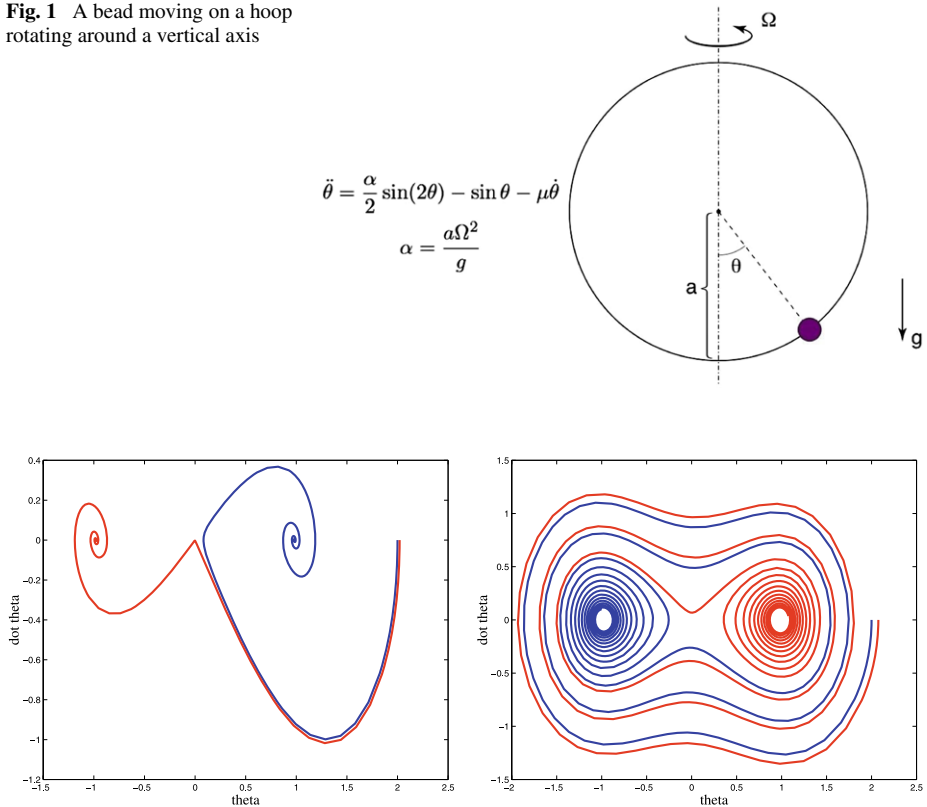 Fig. 1 A bead moving on a hoop
rotating around a vertical axis
Ω
θ̈ = α/2 sin(2θ) − sin θ − μθ̇
α = aΩ²/g
θ
a
g
0.4
0.2
0
−0.2
−0.4
−0.6
−0.8
−1
−1.2
dot theta
−1.5 −1 −0.5 0 0.5 1 1.5 2 2.5
theta
1.5
1
0.5
0
−0.5
−1
−1.5
dot theta
−2 −1.5 −1 −0.5 0 0.5 1 1.5 2 2.5
theta